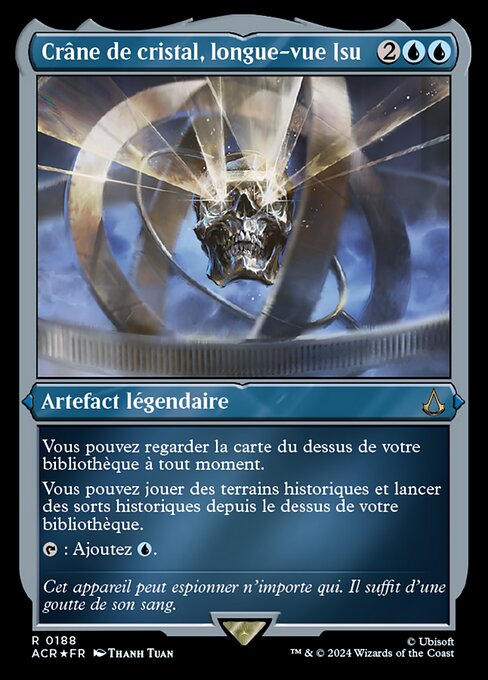 Crâne de cristal, longue-vue Isu 2
Artefact légendaire
Vous pouvez regarder la carte du dessus de votre
bibliothèque à tout moment.
Vous pouvez jouer des terrains historiques et lancer
des sorts historiques depuis le dessus de votre
bibliothèque.
: Ajoutez .
Cet appareil peut espionner n'importe qui. Il suffit d'une
goutte de son sang.
R 0188
ACR★FR Thanh Tuan
© Ubisoft
™ & © 2024 Wizards of the Coast